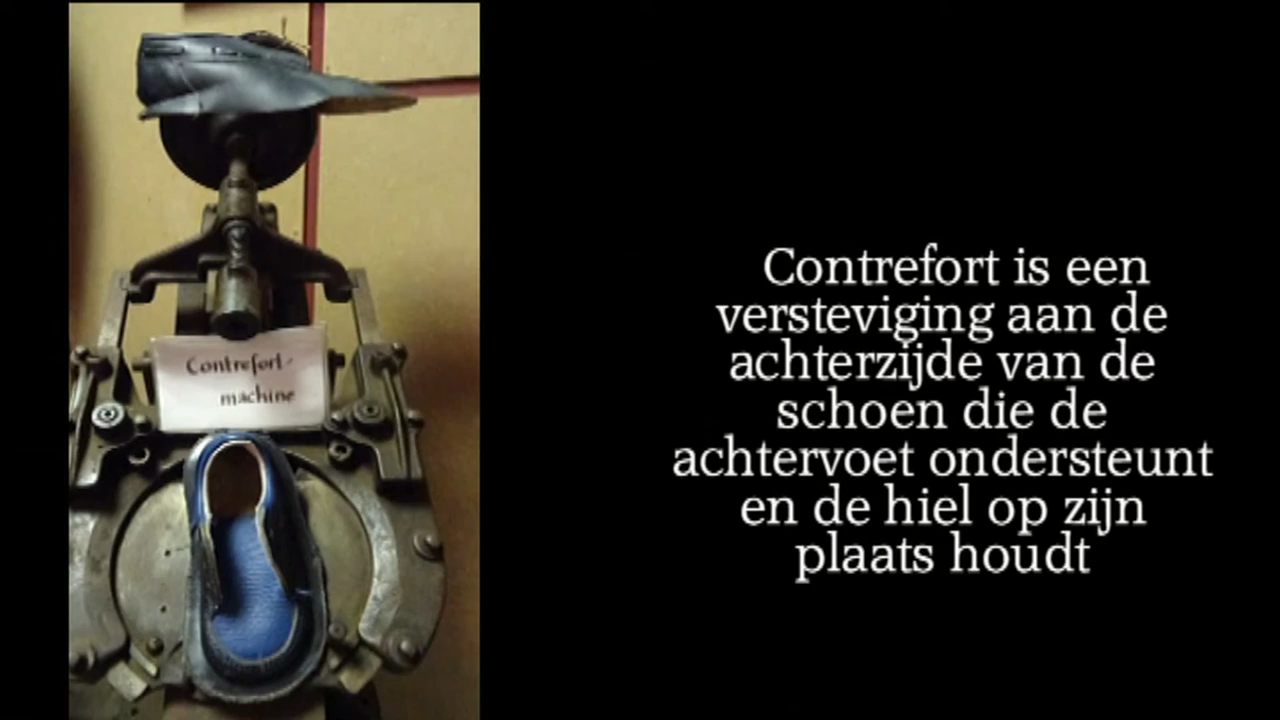 Contrefort-
machine
Contrefort is een
versteviging aan de
achterzijde van de
schoen die de
achtervoet ondersteunt
en de hiel op zijn
plaats houdt